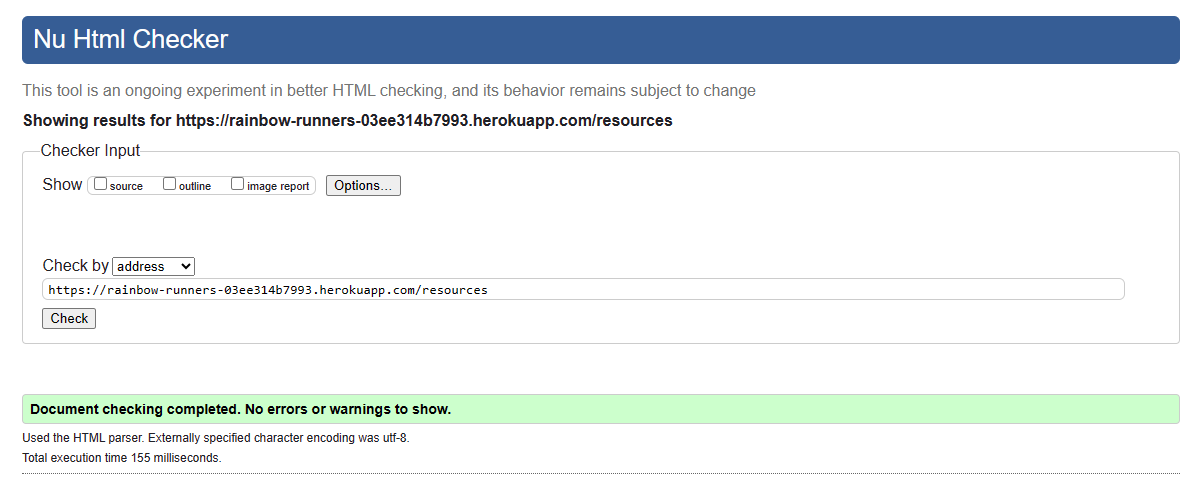 Nu Html Checker
This tool is an ongoing experiment in better HTML checking, and its behavior remains subject to change
Showing results for https://rainbow-runners-03ee314b7993.herokuapp.com/resources
Checker Input
Show source outline image report Options...
Check by address
https://rainbow-runners-03ee314b7993.herokuapp.com/resources
Check
Document checking completed. No errors or warnings to show.
Used the HTML parser. Externally specified character encoding was utf-8.
Total execution time 155 milliseconds.